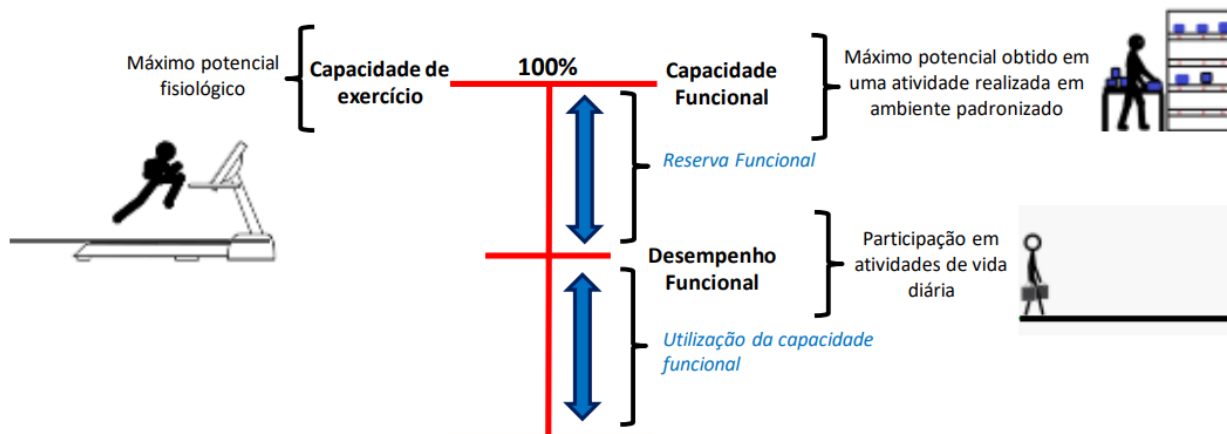 Máximo potencial
fisiológico
Capacidade de
exercício
100%
Capacidade
Funcional
Máximo potencial obtido em
uma atividade realizada em
ambiente padronizado
Reserva Funcional
Desempenho
Funcional
Participação em
atividades de vida
diária
Utilização da capacidade
funcional